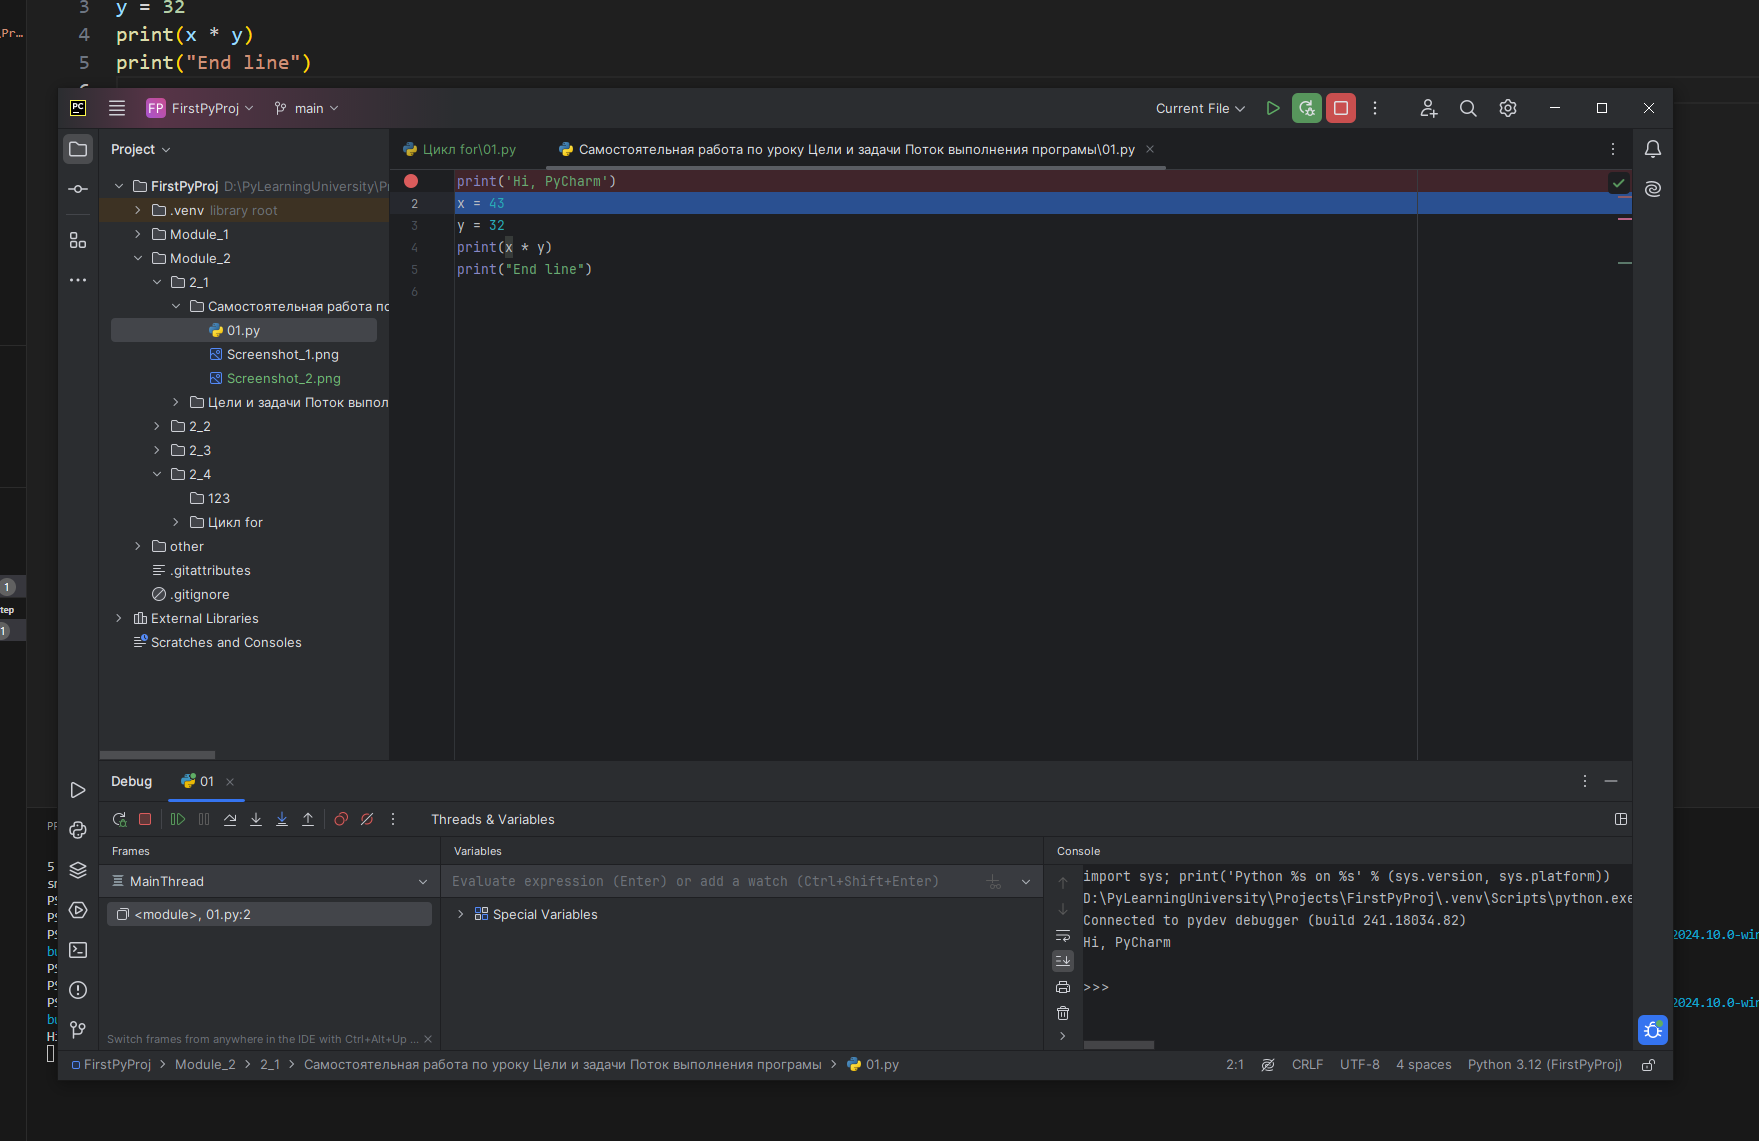 3 y = 32
Pr...
4 print(x * y)
5 print("End line")
PC FP FirstPyProj main Current File
Project
Цикл for\01.py Самостоятельная работа по уроку Цели и задачи Поток выполнения програмы\01.py
FirstPyProj D:\PyLearningUniversity\Pr
.venv library root
Module_1
Module_2
2_1
Самостоятельная работа по
01.py
Screenshot_1.png
Screenshot_2.png
Цели и задачи Поток выпол
2_2
2_3
2_4
123
Цикл for
other
.gitattributes
.gitignore
External Libraries
Scratches and Consoles
print('Hi, PyCharm')
2 x = 43
3 y = 32
4 print(x * y)
5 print("End line")
6
1
tep
1
Debug 01
Threads & Variables
Frames
MainThread
<module>, 01.py:2
Switch frames from anywhere in the IDE with Ctrl+Alt+Up ...
Variables
Evaluate expression (Enter) or add a watch (Ctrl+Shift+Enter)
Special Variables
Console
import sys; print('Python %s on %s' % (sys.version, sys.platform))
D:\PyLearningUniversity\Projects\FirstPyProj\.venv\Scripts\python.exe
Connected to pydev debugger (build 241.18034.82)
Hi, PyCharm
>>>
5
2024.10.0-win
2024.10.0-win
FirstPyProj > Module_2 > 2_1 > Самостоятельная работа по уроку Цели и задачи Поток выполнения програмы > 01.py
2:1 CRLF UTF-8 4 spaces Python 3.12 (FirstPyProj)